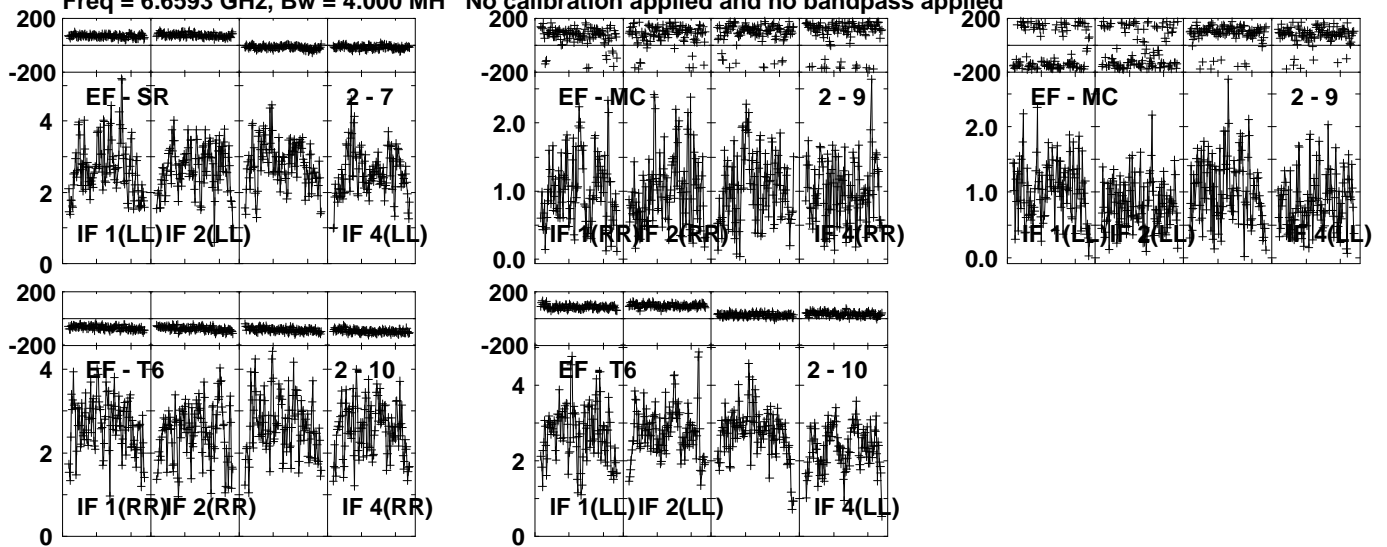 Freq = 6.6593 GHz, Bw = 4.000 MH No calibration applied and no bandpass applied
200
-200
EF - SR 2 - 7
4
2
0
IF 1(LL) IF 2(LL) IF 4(LL)
200
-200
EF - MC 2 - 9
2.0
1.0
0.0
IF 1(RR) IF 2(RR) IF 4(RR)
200
-200
EF - MC 2 - 9
2.0
1.0
0.0
IF 1(LL) IF 2(LL) IF 4(LL)
200
-200
EF - T6 2 - 10
4
2
0
IF 1(RR) IF 2(RR) IF 4(RR)
200
-200
EF - T6 2 - 10
4
2
0
IF 1(LL) IF 2(LL) IF 4(LL)